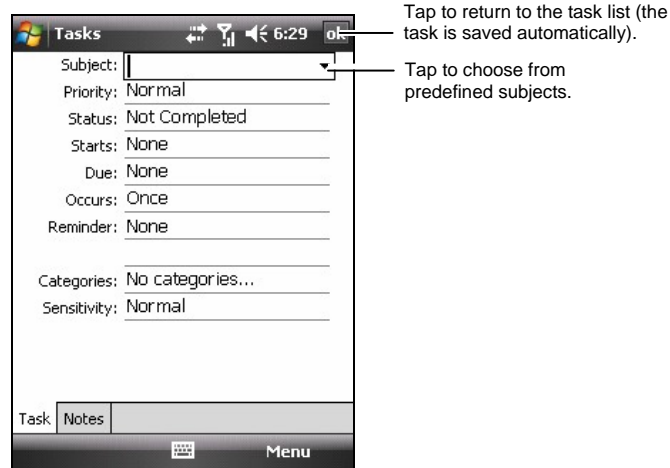 Tasks 6:29 ok
Subject:
Priority: Normal
Status: Not Completed
Starts: None
Due: None
Occurs: Once
Reminder: None
Categories: No categories...
Sensitivity: Normal
Task Notes
Menu
Tap to return to the task list (the
task is saved automatically).
Tap to choose from
predefined subjects.